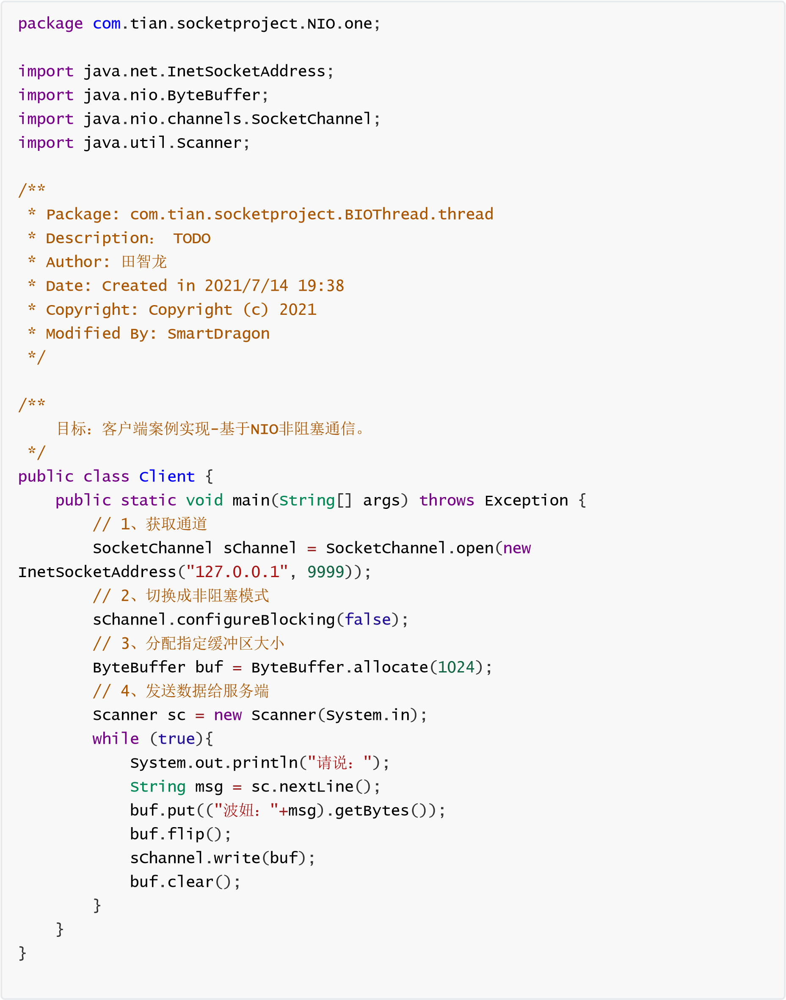 package com.tian.socketproject.NIO.one;

import java.net.InetSocketAddress;
import java.nio.ByteBuffer;
import java.nio.channels.SocketChannel;
import java.util.Scanner;

/**
 * Package: com.tian.socketproject.BIOThread.thread
 * Description： TODO
 * Author: 田智龙
 * Date: Created in 2021/7/14 19:38
 * Copyright: Copyright (c) 2021
 * Modified By: SmartDragon
 */

/**
    目标：客户端案例实现-基于NIO非阻塞通信。
 */
public class Client {
    public static void main(String[] args) throws Exception {
        // 1、获取通道
        SocketChannel sChannel = SocketChannel.open(new
InetSocketAddress("127.0.0.1", 9999));
        // 2、切换成非阻塞模式
        sChannel.configureBlocking(false);
        // 3、分配指定缓冲区大小
        ByteBuffer buf = ByteBuffer.allocate(1024);
        // 4、发送数据给服务端
        Scanner sc = new Scanner(System.in);
        while (true){
            System.out.println("请说：");
            String msg = sc.nextLine();
            buf.put(("波妞："+msg).getBytes());
            buf.flip();
            sChannel.write(buf);
            buf.clear();
        }
    }
}